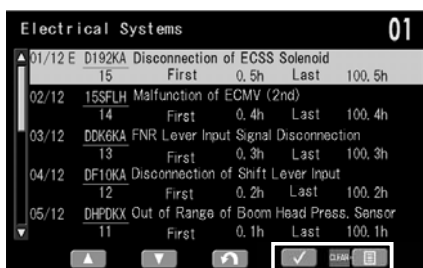 Electrical Systems 01
01/12 E D192KA Disconnection of ECSS Solenoid
15 First 0. 5h Last 100. 5h
02/12 15SFLH Malfunction of ECMV (2nd)
14 First 0. 4h Last 100. 4h
03/12 DDK6KA FNR Lever Input Signal Disconnection
13 First 0. 3h Last 100. 3h
04/12 DF10KA Disconnection of Shift Lever Input
12 First 0. 2h Last 100. 2h
05/12 DHPDKX Out of Range of Boom Head Press. Sensor
11 First 0. 1h Last 100. 1h
CLEAR